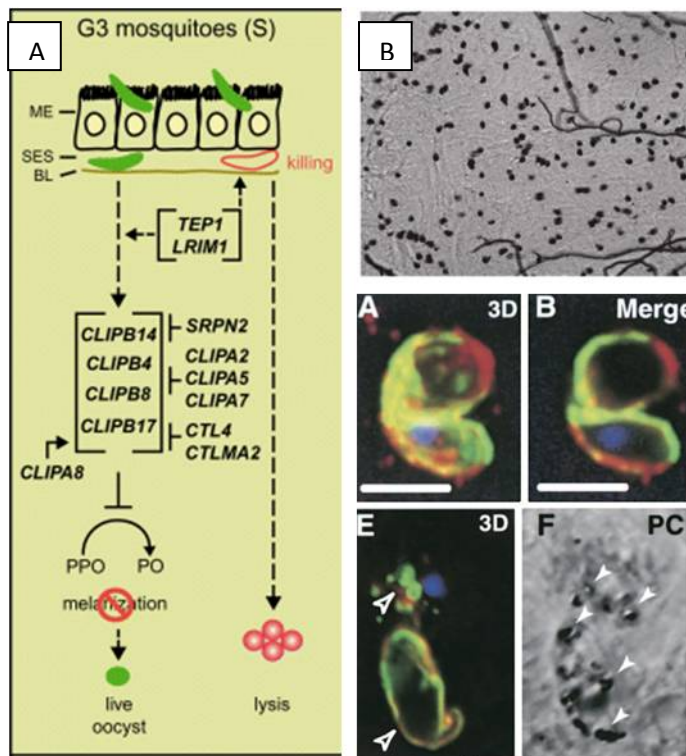 A
G3 mosquitoes (S)
ME
SES
BL
killing
TEP1
LRIM1
CLIPB14
CLIPB4
CLIPB8
CLIPB17
SRPN2
CLIPA2
CLIPA5
CLIPA7
CTL4
CTLMA2
CLIPA8
PPO
PO
melanization
live
oocyst
lysis
B
A
3D
B
Merge
E
3D
F
PC